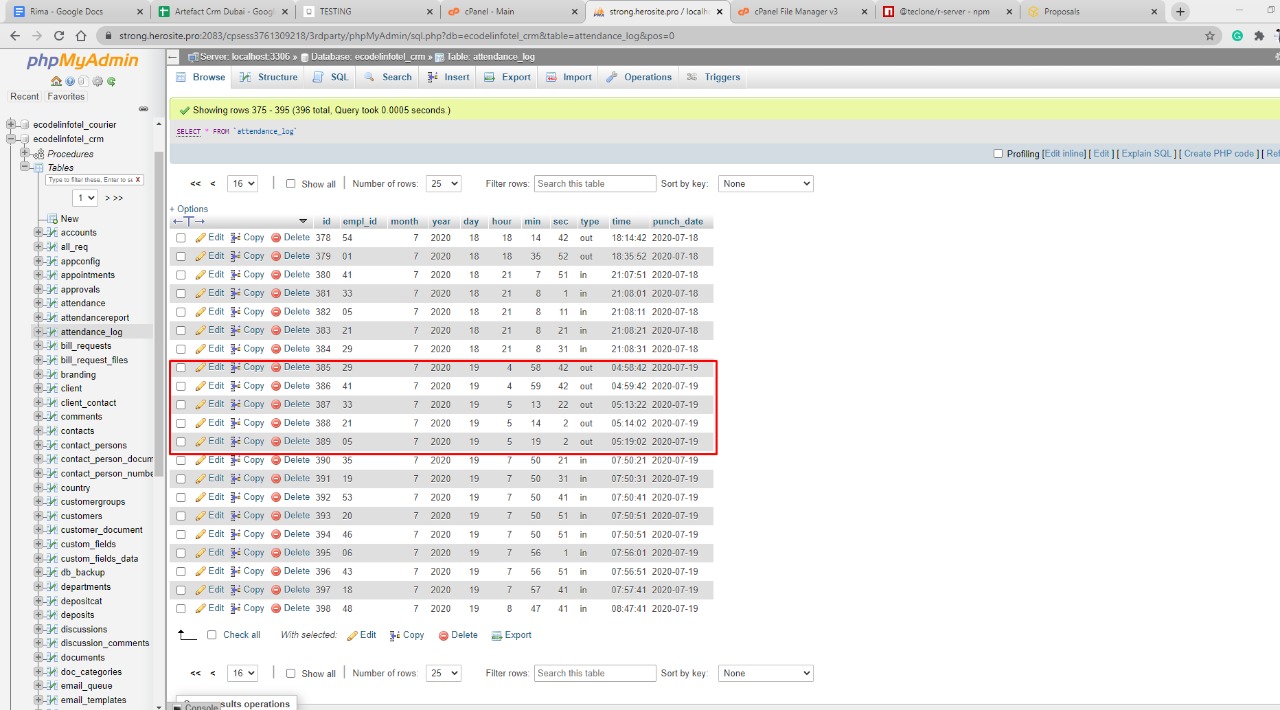 Rima - Google Docs × Artefact Crm Dubai - Googl × TESTING × cPanel - Main × strong.herosite.pro / localho × cPanel File Manager v3 × @teclone/r-server - npm × Proposals × +
strong.herosite.pro:2083/cpsess3761309218/3rdparty/phpMyAdmin/sql.php?db=ecodelinfotel_crm&table=attendance_log&pos=0
phpMyAdmin
Recent Favorites
ecodelinfotel_courier
ecodelinfotel_crm
Procedures
Tables
Type to filter these, Enter to se X
1 > >>
New
accounts
all_req
appconfig
appointments
approvals
attendance
attendancereport
attendance_log
bill_requests
bill_request_files
branding
client
client_contact
comments
contacts
contact_persons
contact_person_docum
contact_person_numbe
country
customergroups
customers
customer_document
custom_fields
custom_fields_data
db_backup
departments
depositcat
deposits
discussions
discussion_comments
documents
doc_categories
email_queue
email_templates
Server: localhost:3306 » Database: ecodelinfotel_crm » Table: attendance_log
Browse Structure SQL Search Insert Export Import Operations Triggers
Showing rows 375 - 395 (396 total, Query took 0.0005 seconds.)
SELECT * FROM `attendance_log`
Profiling [Edit inline] [ Edit ] [ Explain SQL ] [ Create PHP code ] [ Ref
<< < 16 Show all Number of rows: 25 Filter rows: Search this table Sort by key: None
+ Options
←T→ id empl_id month year day hour min sec type time punch_date
Edit Copy Delete 378 54 7 2020 18 18 14 42 out 18:14:42 2020-07-18
Edit Copy Delete 379 01 7 2020 18 18 35 52 out 18:35:52 2020-07-18
Edit Copy Delete 380 41 7 2020 18 21 7 51 in 21:07:51 2020-07-18
Edit Copy Delete 381 33 7 2020 18 21 8 1 in 21:08:01 2020-07-18
Edit Copy Delete 382 05 7 2020 18 21 8 11 in 21:08:11 2020-07-18
Edit Copy Delete 383 21 7 2020 18 21 8 21 in 21:08:21 2020-07-18
Edit Copy Delete 384 29 7 2020 18 21 8 31 in 21:08:31 2020-07-18
Edit Copy Delete 385 29 7 2020 19 4 58 42 out 04:58:42 2020-07-19
Edit Copy Delete 386 41 7 2020 19 4 59 42 out 04:59:42 2020-07-19
Edit Copy Delete 387 33 7 2020 19 5 13 22 out 05:13:22 2020-07-19
Edit Copy Delete 388 21 7 2020 19 5 14 2 out 05:14:02 2020-07-19
Edit Copy Delete 389 05 7 2020 19 5 19 2 out 05:19:02 2020-07-19
Edit Copy Delete 390 35 7 2020 19 7 50 21 in 07:50:21 2020-07-19
Edit Copy Delete 391 19 7 2020 19 7 50 31 in 07:50:31 2020-07-19
Edit Copy Delete 392 53 7 2020 19 7 50 41 in 07:50:41 2020-07-19
Edit Copy Delete 393 20 7 2020 19 7 50 51 in 07:50:51 2020-07-19
Edit Copy Delete 394 46 7 2020 19 7 50 51 in 07:50:51 2020-07-19
Edit Copy Delete 395 06 7 2020 19 7 56 1 in 07:56:01 2020-07-19
Edit Copy Delete 396 43 7 2020 19 7 56 51 in 07:56:51 2020-07-19
Edit Copy Delete 397 18 7 2020 19 7 57 41 in 07:57:41 2020-07-19
Edit Copy Delete 398 48 7 2020 19 8 47 41 in 08:47:41 2020-07-19
Check all With selected: Edit Copy Delete Export
<< < 16 Show all Number of rows: 25 Filter rows: Search this table Sort by key: None
sults operations
Console